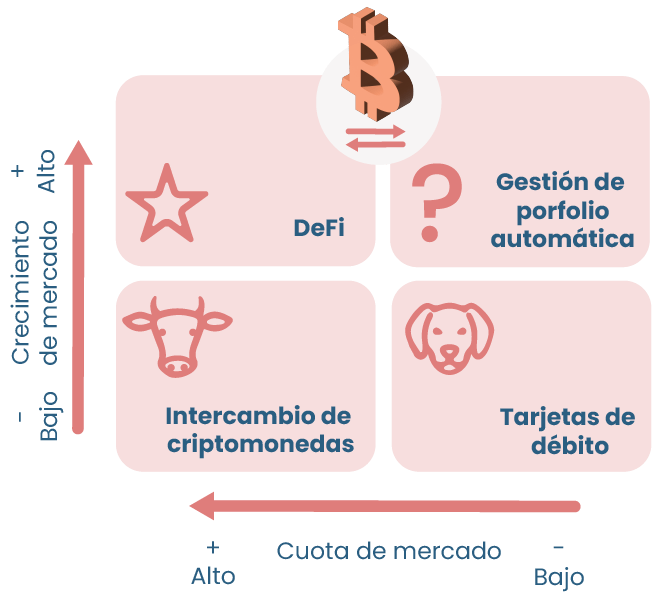 DeFi
Gestión de
porfolio
automática
Intercambio de
criptomonedas
Tarjetas de
débito
+
Alto
Crecimiento
de mercado
-
Bajo
+
Alto
Cuota de mercado
-
Bajo